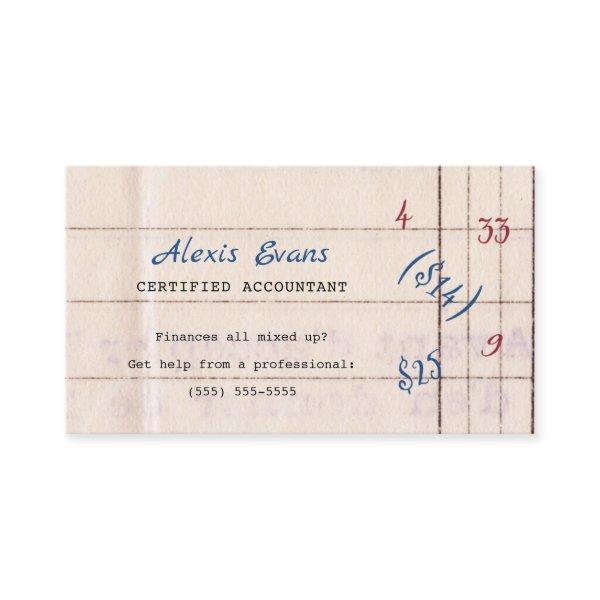 Alexis Evans
CERTIFIED ACCOUNTANT
Finances all mixed up?
Get help from a professional:
(555) 555-5555
4
33
($14)
9
$25